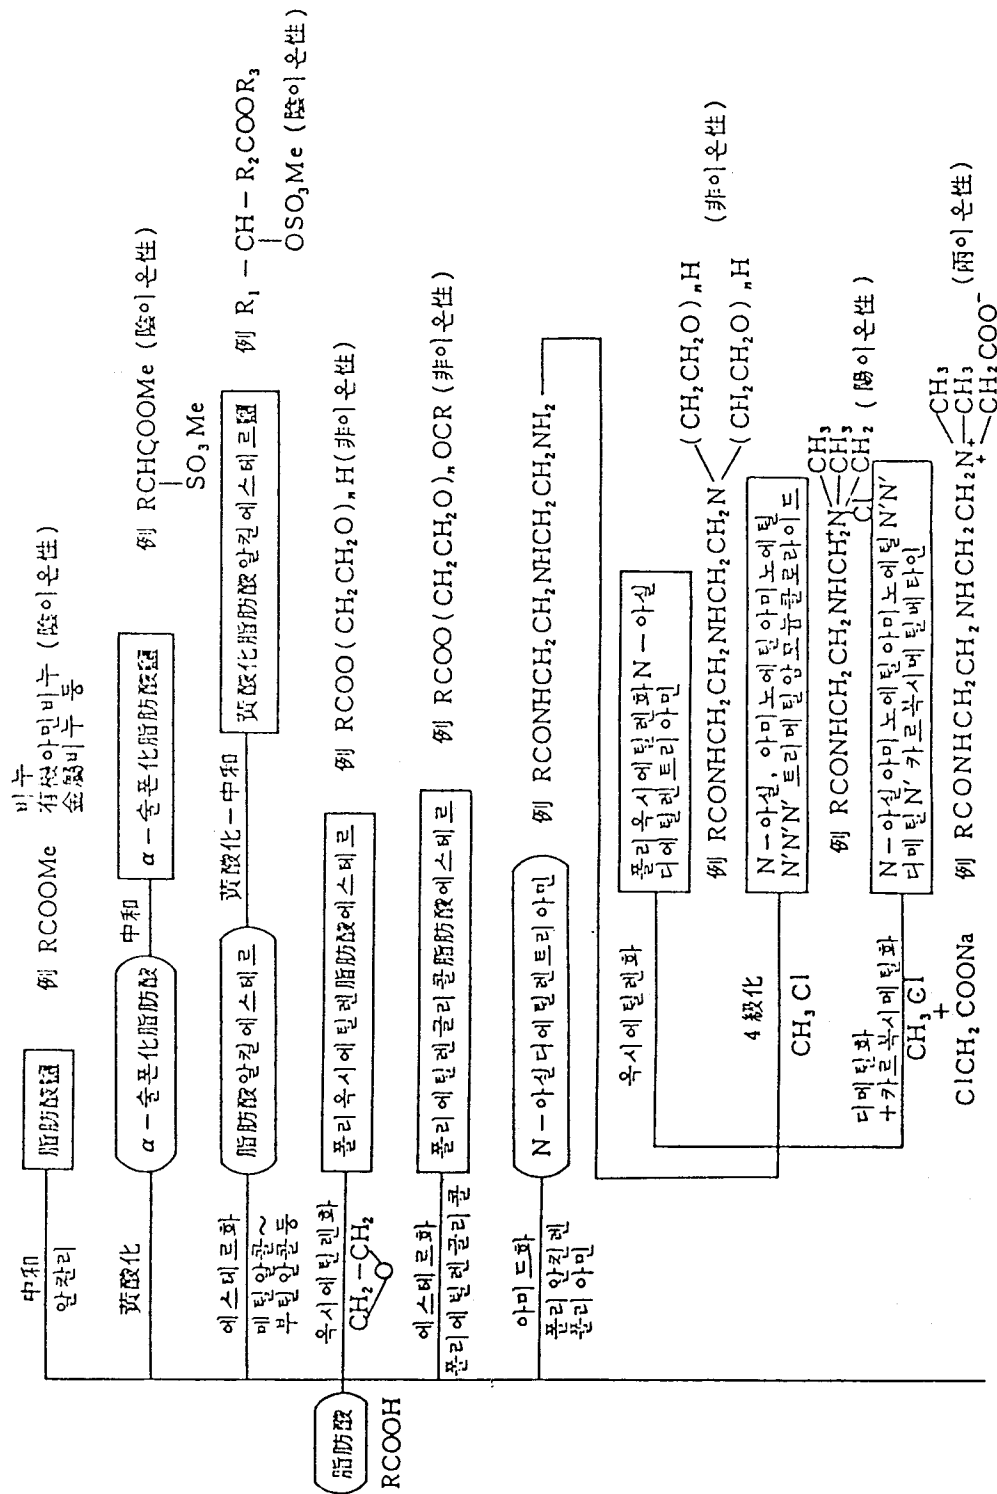 脂肪酸
RCOOH
中和
알칼리
脂肪酸鹽
例 RCOOMe
비누
有機아민비누 (陰이온性)
金屬비누 등
黃酸化
α－술폰化脂肪酸
中和
α－술폰化脂肪酸鹽
例 RCHCOOMe (陰이온性)
SO₃Me
에스테르화
메틸알콜~
부틸알콜등
脂肪酸알킬에스테르
黃酸化－中和
黃酸化脂肪酸알킬에스테르鹽
例 R₁－CH－R₂COOR₃
OSO₃Me (陰이온性)
옥시에틸렌화
CH₂－CH₂
O
폴리옥시에틸렌脂肪酸에스테르
例 RCOO(CH₂CH₂O)ₙH(非이온性)
에스테르화
폴리에틸렌글리콜
폴리에틸렌글리콜脂肪酸에스테르
例 RCOO(CH₂CH₂O)ₙOCR(非이온性)
아미드화
폴리알킬렌
폴리아민
N－아실디에틸렌트리아민
例 RCONHCH₂CH₂NHCH₂CH₂NH₂
옥시에틸렌화
폴리옥시에틸렌화N－아실
디에틸렌트리아민
例 RCONHCH₂CH₂NHCH₂CH₂N
(CH₂CH₂O)ₙH
(CH₂CH₂O)ₙH
(非이온性)
4級化
CH₃Cl
N－아실, 아미노에틸아미노에틸
N'N'N' 트리메틸암모늄클로라이드
例 RCONHCH₂CH₂NHCH₂N⁺
CH₃
CH₃
CH₂ (陽이온性)
Cl
디메틸화
＋카르복시메틸화
CH₃Cl
+
ClCH₂COONa
N－아실아미노에틸아미노에틸N'N'
디메틸N' 카르복시메틸베타인
例 RCONHCH₂CH₂NHCH₂CH₂N⁺
CH₃
CH₃ (兩이온性)
CH₂COO⁻